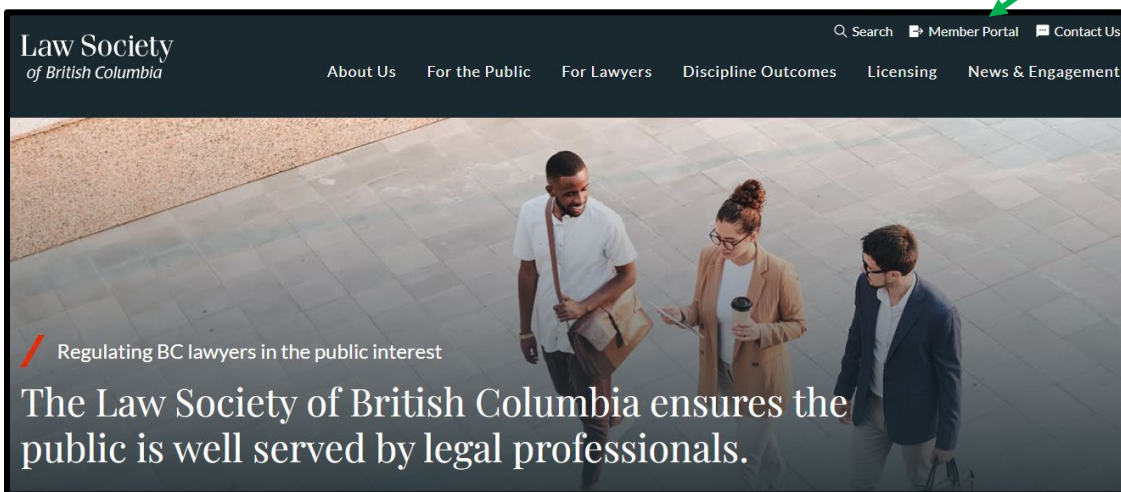 Search Member Portal Contact Us
Law Society
of British Columbia
About Us For the Public For Lawyers Discipline Outcomes Licensing News & Engagement
Regulating BC lawyers in the public interest
The Law Society of British Columbia ensures the
public is well served by legal professionals.